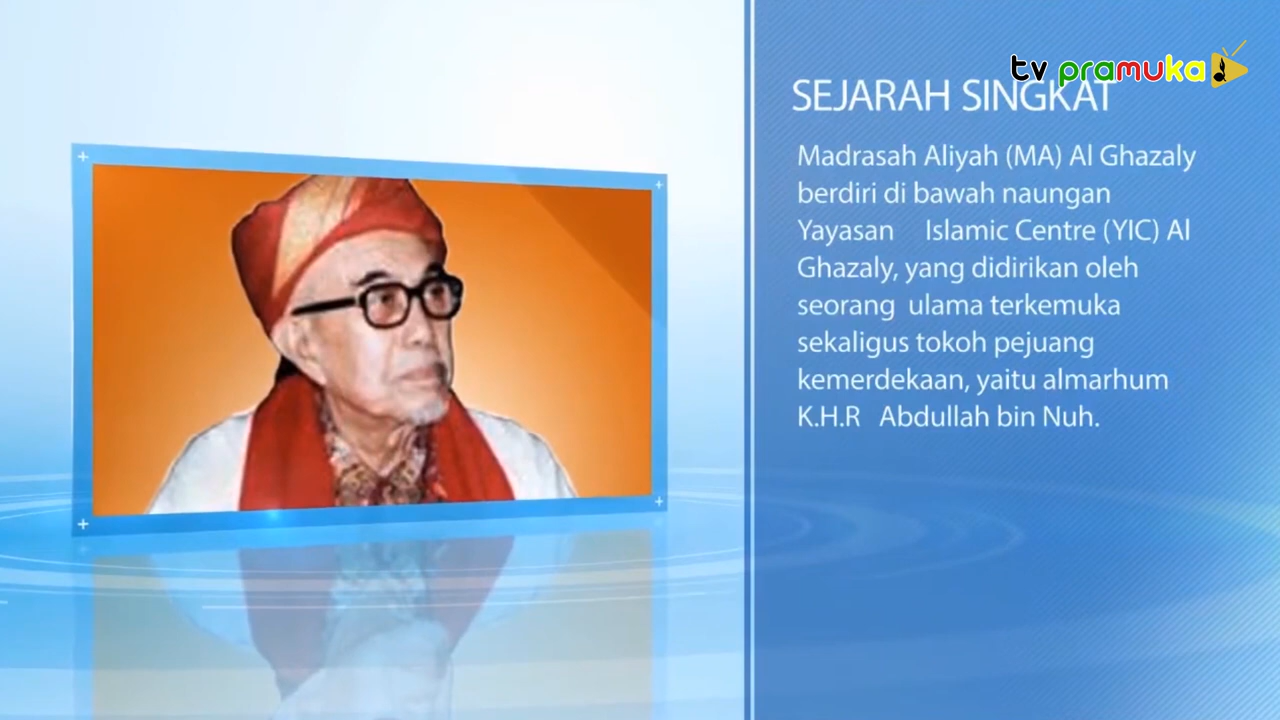 tv pramuka
SEJARAH SINGKAT
Madrasah Aliyah (MA) Al Ghazaly
berdiri di bawah naungan
Yayasan Islamic Centre (YIC) Al
Ghazaly, yang didirikan oleh
seorang ulama terkemuka
sekaligus tokoh pejuang
kemerdekaan, yaitu almarhum
K.H.R Abdullah bin Nuh.